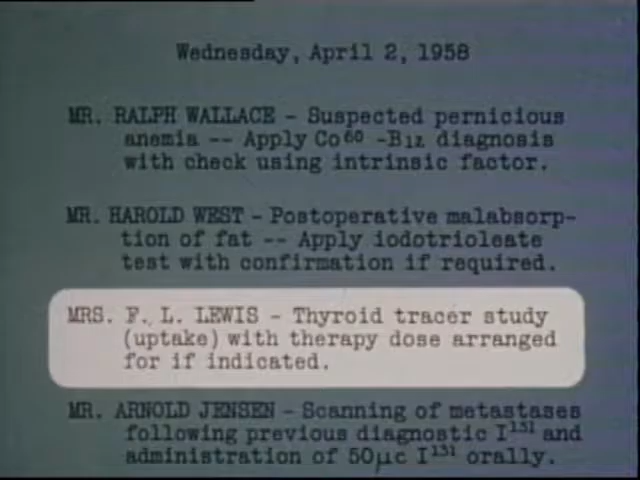 Wednesday, April 2, 1958
MR. RALPH WALLACE - Suspected pernicious
anemia -- Apply Co⁶⁰ -B₁₂ diagnosis
with check using intrinsic factor.
MR. HAROLD WEST - Postoperative malabsorp-
tion of fat -- Apply iodotrioleate
test with confirmation if required.
MRS. F. L. LEWIS - Thyroid tracer study
(uptake) with therapy dose arranged
for if indicated.
MR. ARNOLD JENSEN - Scanning of metastases
following previous diagnostic I¹³¹ and
administration of 50µc I¹³¹ orally.